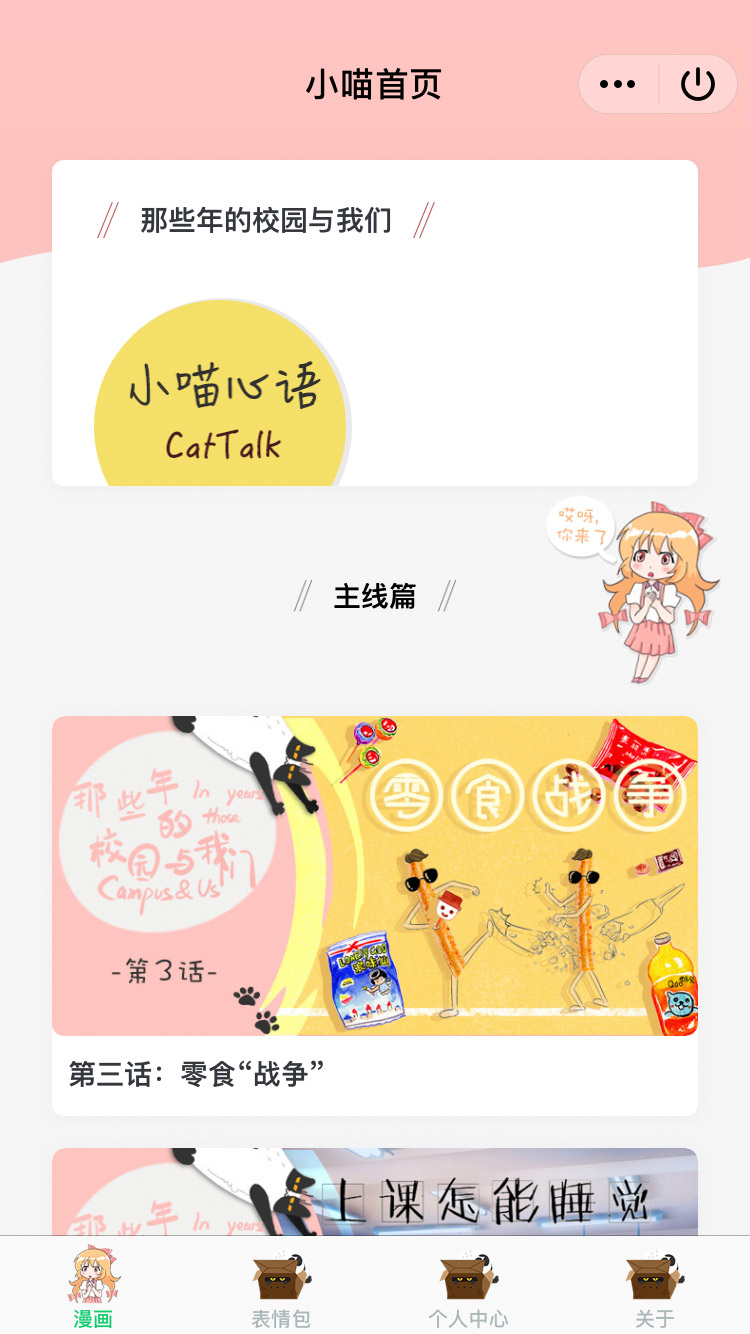 小喵首页
那些年的校园与我们
小喵心语
CatTalk
哎呀，
你来了
主线篇
那些年 In years
的 those
校园与我们
Campus&Us
-第3话-
零食战争
Qoo
第三话：零食“战争”
那些年 In years
上课怎能睡觉
漫画
表情包
个人中心
关于